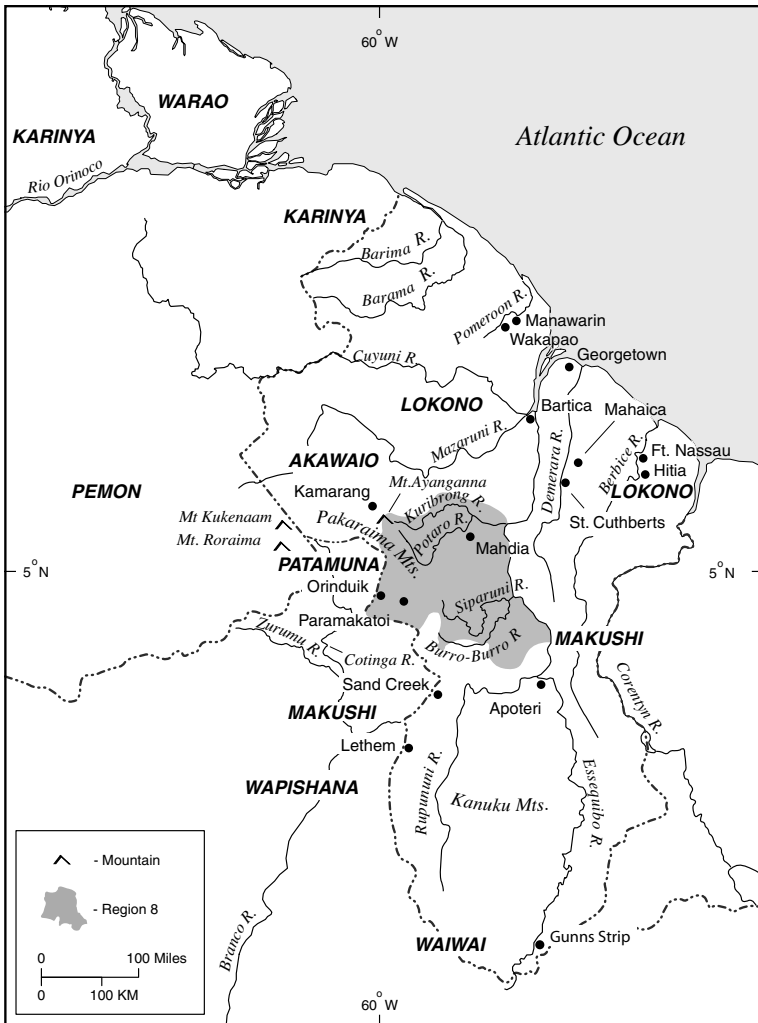 60° W
WARAO
KARINYA
Atlantic Ocean
Rio Orinoco
KARINYA
Barima R.
Barama R.
Pomeroon R.
Manawarin
Wakapao
Cuyuni R.
Georgetown
LOKONO
Bartica
Mahaica
Mazaruni R.
Demerara R.
Berbice R.
Ft. Nassau
Hitia
AKAWAIO
Mt.Ayanganna
PEMON
Kamarang
Kuribrong R.
LOKONO
Mt Kukenaam
Pakaraima Mts.
Potaro R.
St. Cuthberts
Mt. Roraima
Mahdia
5° N
PATAMUNA
5° N
Orinduik
Siparuni R.
Paramakatoi
Zurumu R.
Burro-Burro R
MAKUSHI
Cotinga R.
Sand Creek
Corentyn R.
MAKUSHI
Apoteri
Lethem
WAPISHANA
Rupununi R.
Kanuku Mts.
Essequibo R.
- Mountain
- Region 8
Branco R.
WAIWAI
Gunns Strip
0 100 Miles
0 100 KM
60° W